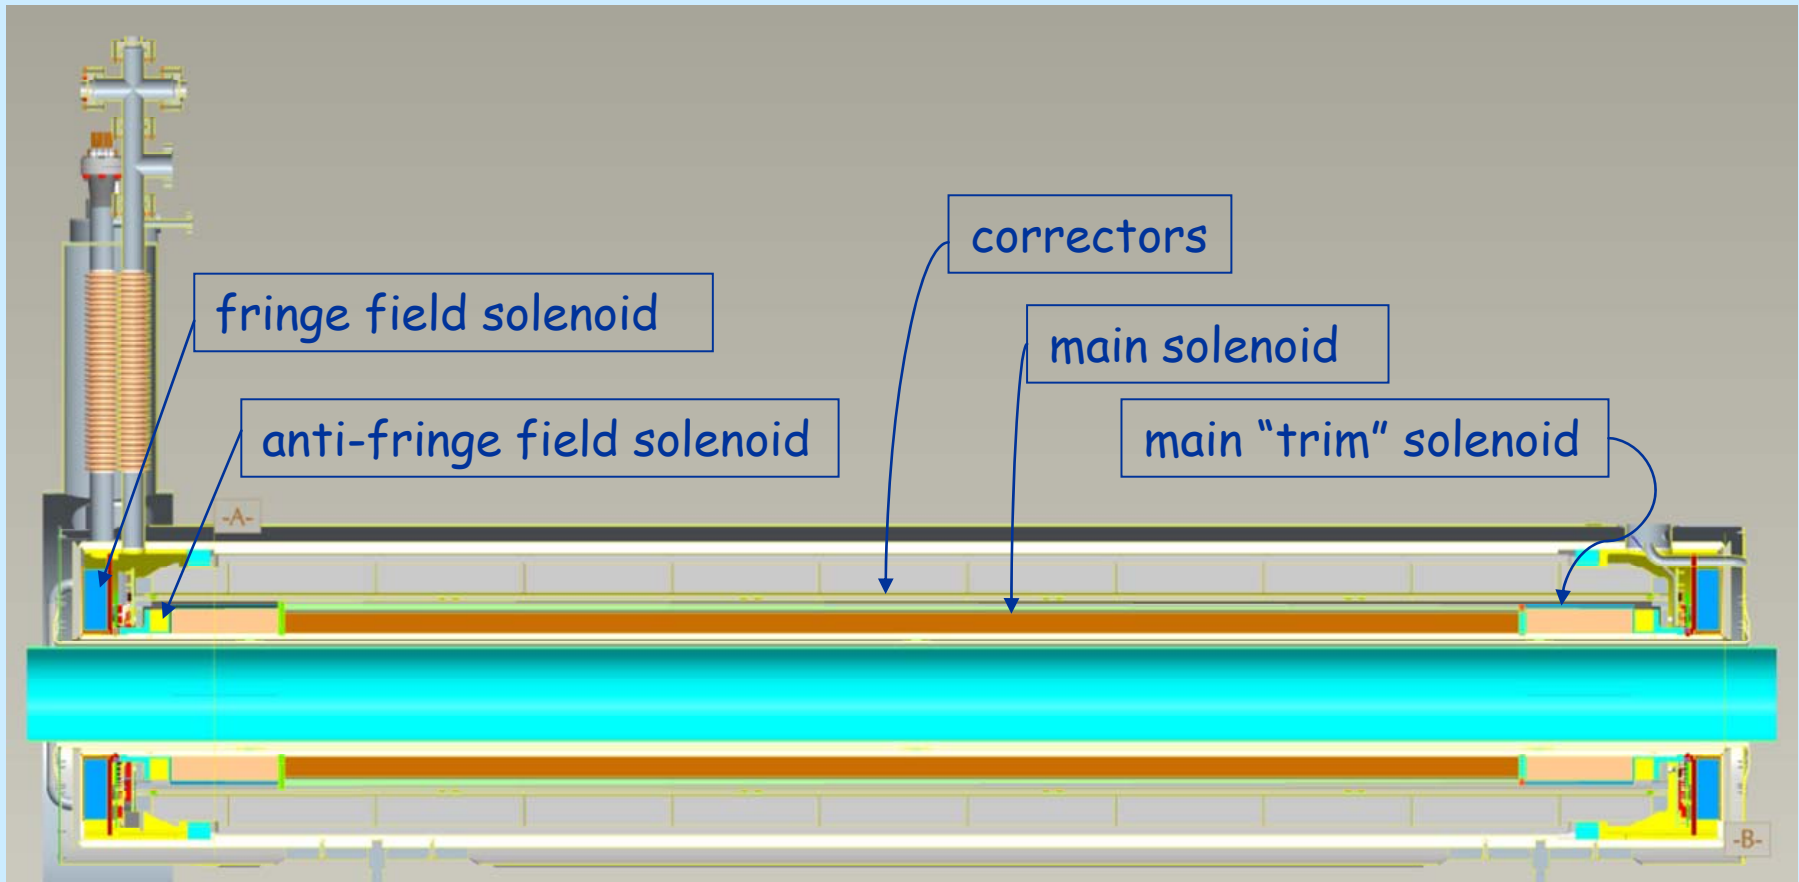 correctors
fringe field solenoid
main solenoid
anti-fringe field solenoid
main “trim” solenoid
-A-
-B-